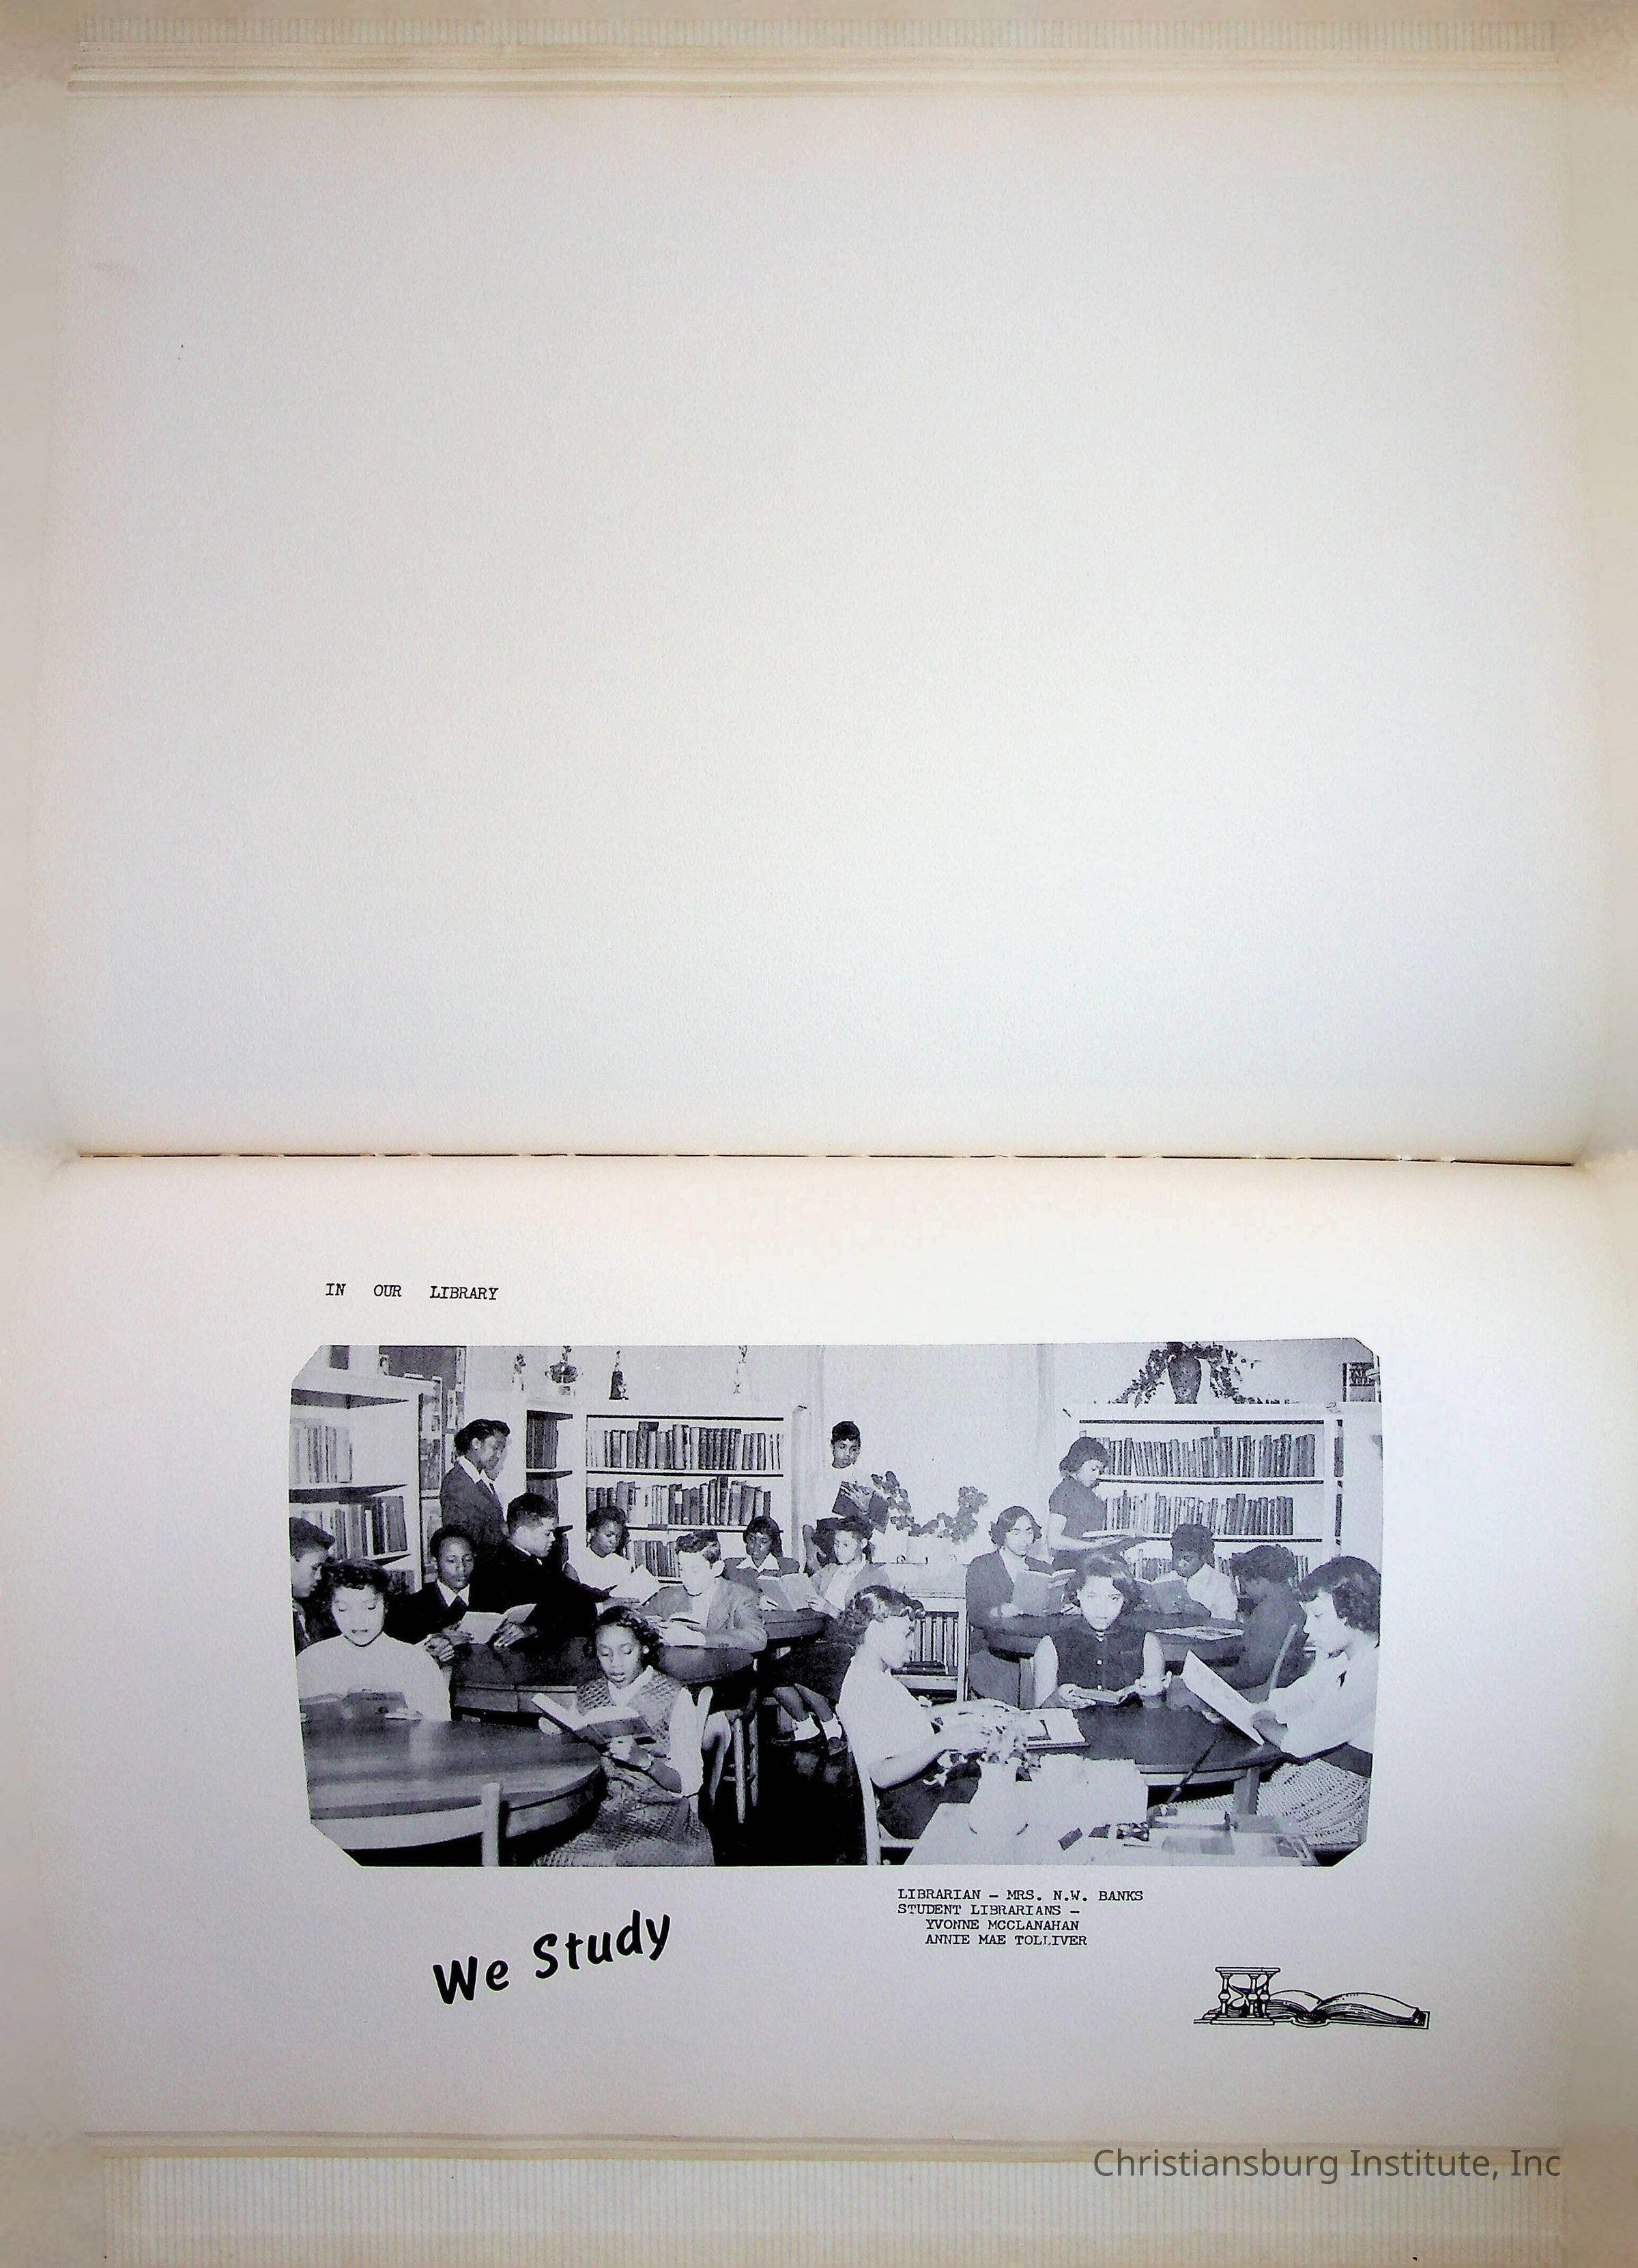 IN OUR LIBRARY
LIBRARIAN - MRS. N.W. BANKS
STUDENT LIBRARIANS -
YVONNE MCCLANAHAN
ANNIE MAE TOLLIVER
We Study
Christiansburg Institute, Inc